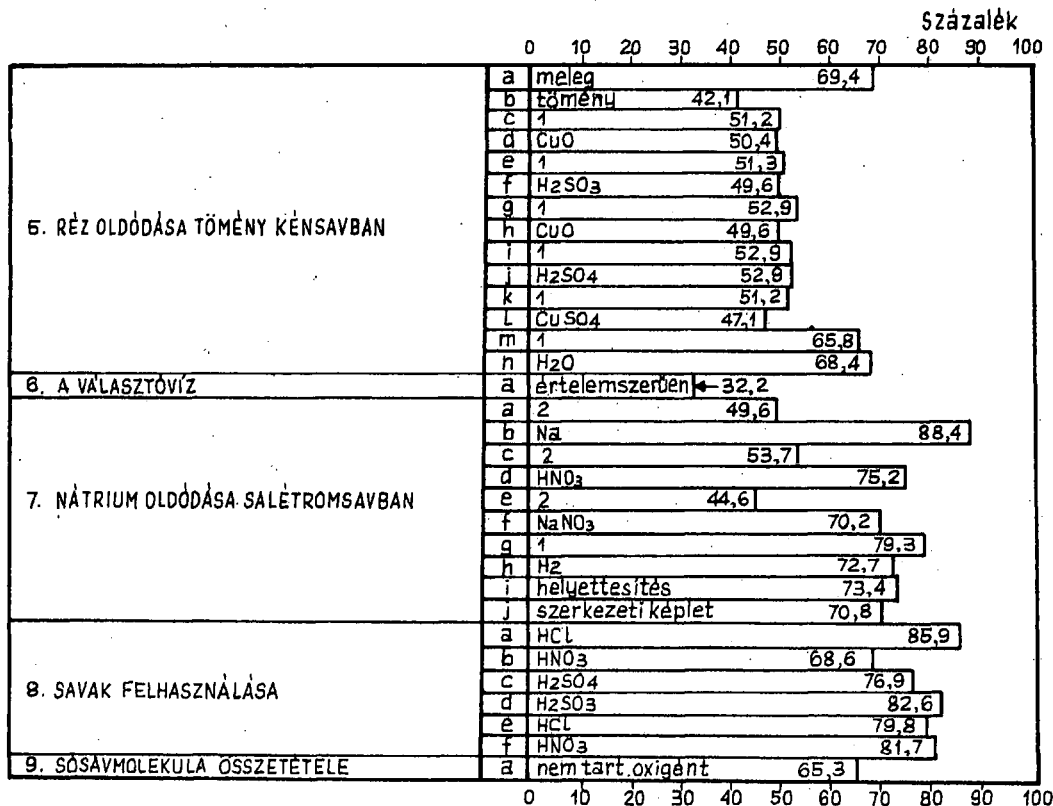 Százalék
0 10 20 30 40 50 60 70 80 90 100
a meleg 69,4
b tömény 42,1
c 1 51,2
d CuO 50,4
e 1 51,3
f H2SO3 49,6
g 1 52,9
5. RÉZ OLDÓDÁSA TÖMÉNY KÉNSAVBAN
h CuO 49,6
i 1 52,9
j H2SO4 52,8
k 1 51,2
l CuSO4 47,1
m 1 65,8
n H2O 68,4
6. A VÁLASZTÓVÍZ a értelemszerűen 32,2
a 2 49,6
b Na 88,4
c 2 53,7
d HNO3 75,2
7. NÁTRIUM OLDÓDÁSA SALÉTROMSAVBAN e 2 44,6
f NaNO3 70,2
g 1 79,3
h H2 72,7
i helyettesítés 73,4
j szerkezeti képlet 70,8
a HCl 85,9
b HNO3 68,6
8. SAVAK FELHASZNÁLÁSA c H2SO4 76,9
d H2SO3 82,6
e HCl 79,8
f HNO3 81,7
9. SÓSAVMOLEKULA ÖSSZETÉTELE a nem tart. oxigént 65,3
0 10 20 30 40 50 60 70 80 90 100